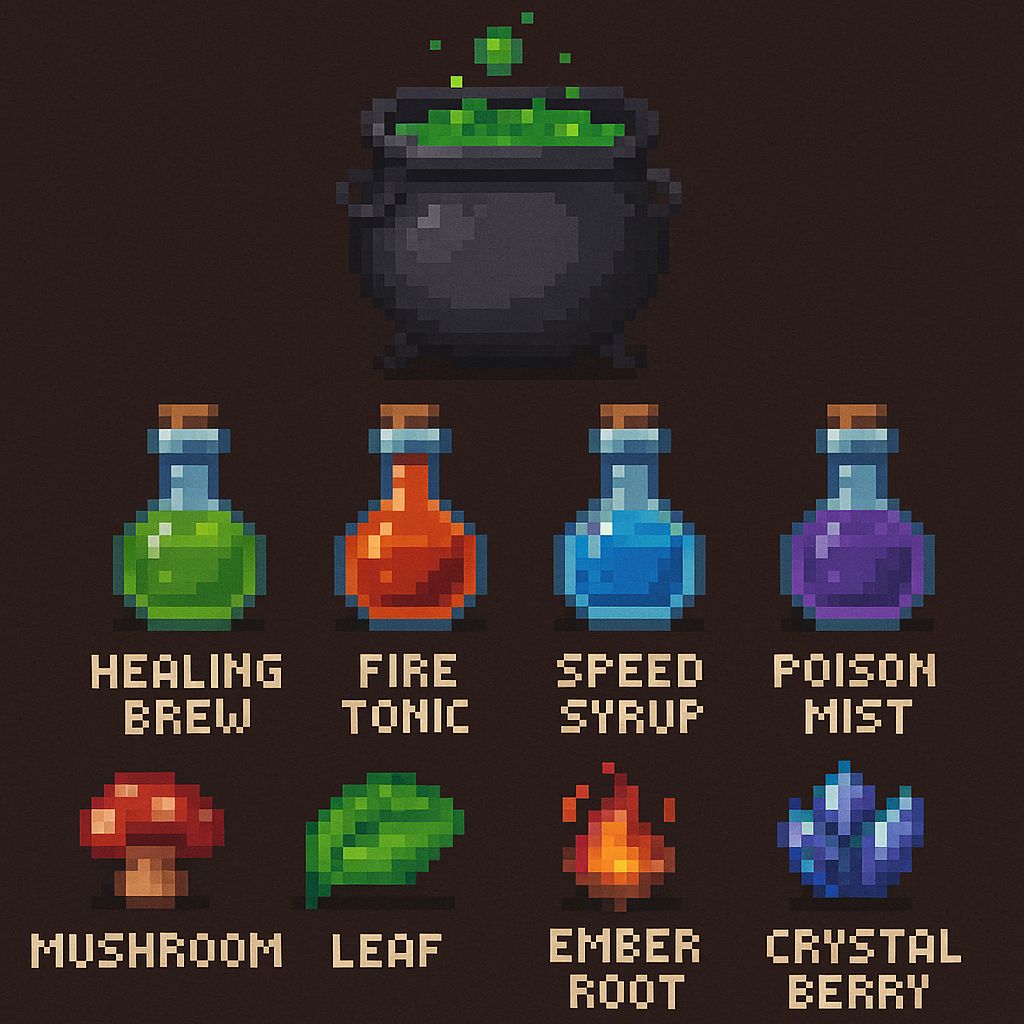 HEALING BREW
FIRE TONIC
SPEED SYRUP
POISON MIST
MUSHROOM
LEAF
EMBER ROOT
CRYSTAL BERRY